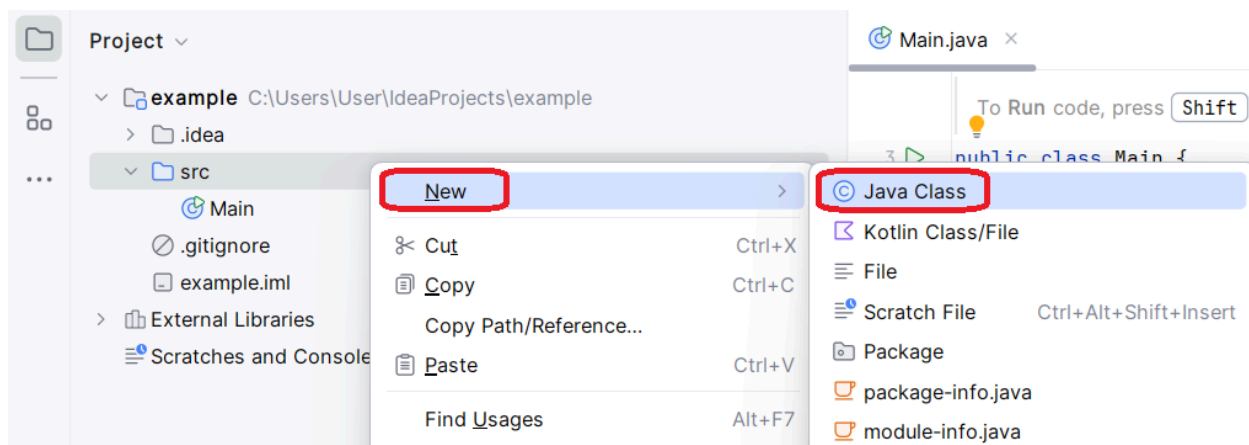 Project
example C:\Users\User\IdeaProjects\example
.idea
src
Main
.gitignore
example.iml
External Libraries
Scratches and Console
New
Cut Ctrl+X
Copy Ctrl+C
Copy Path/Reference...
Paste Ctrl+V
Find Usages Alt+F7
Main.java
To Run code, press Shift
3 public class Main {
Java Class
Kotlin Class/File
File
Scratch File Ctrl+Alt+Shift+Insert
Package
package-info.java
module-info.java